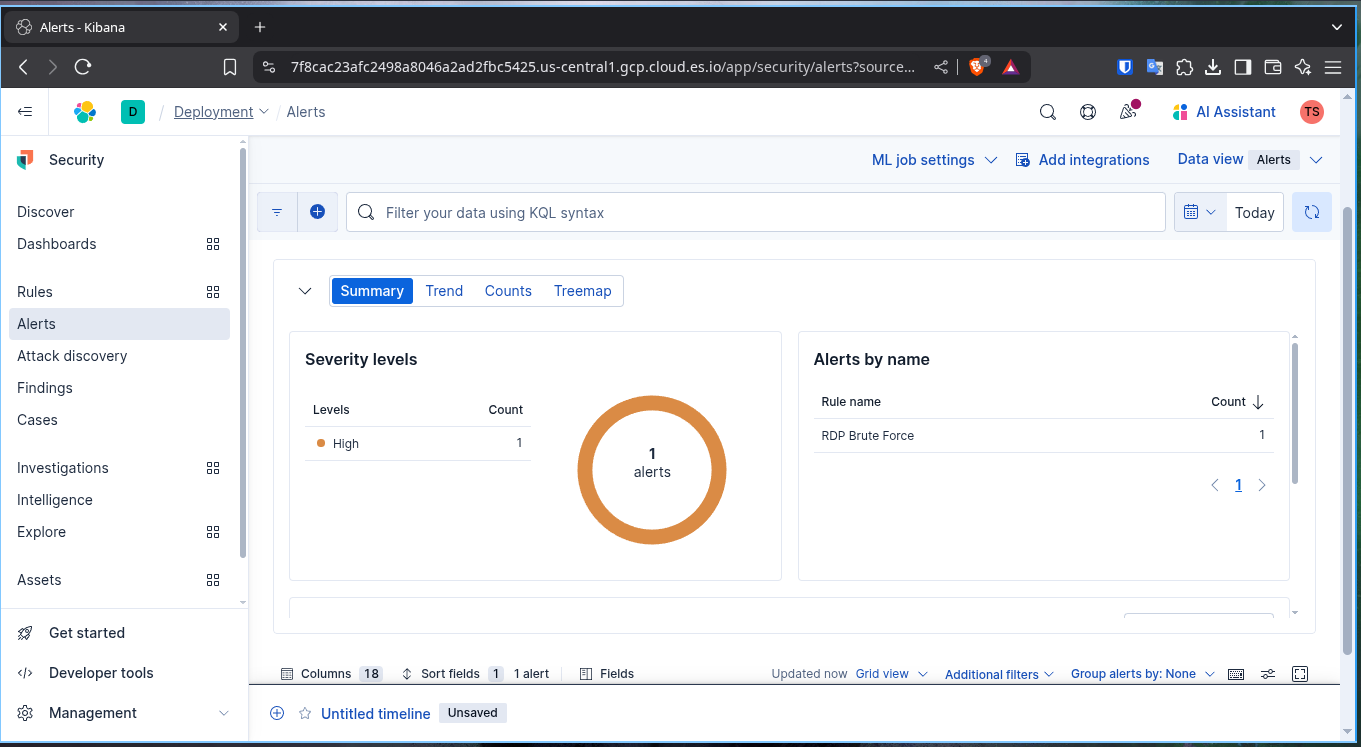 Alerts - Kibana
7f8cac23afc2498a8046a2ad2fbc5425.us-central1.gcp.cloud.es.io/app/security/alerts?source...
4
D / Deployment / Alerts
AI Assistant
TS
Security
ML job settings
Add integrations
Data view Alerts
Discover
Dashboards
Rules
Alerts
Attack discovery
Findings
Cases
Investigations
Intelligence
Explore
Assets
Get started
Developer tools
Management
Filter your data using KQL syntax
Today
Summary Trend Counts Treemap
Severity levels
Levels Count
High 1
1
alerts
Alerts by name
Rule name Count
RDP Brute Force 1
1
Columns 18 Sort fields 1 1 alert Fields
Updated now Grid view Additional filters Group alerts by: None
Untitled timeline Unsaved